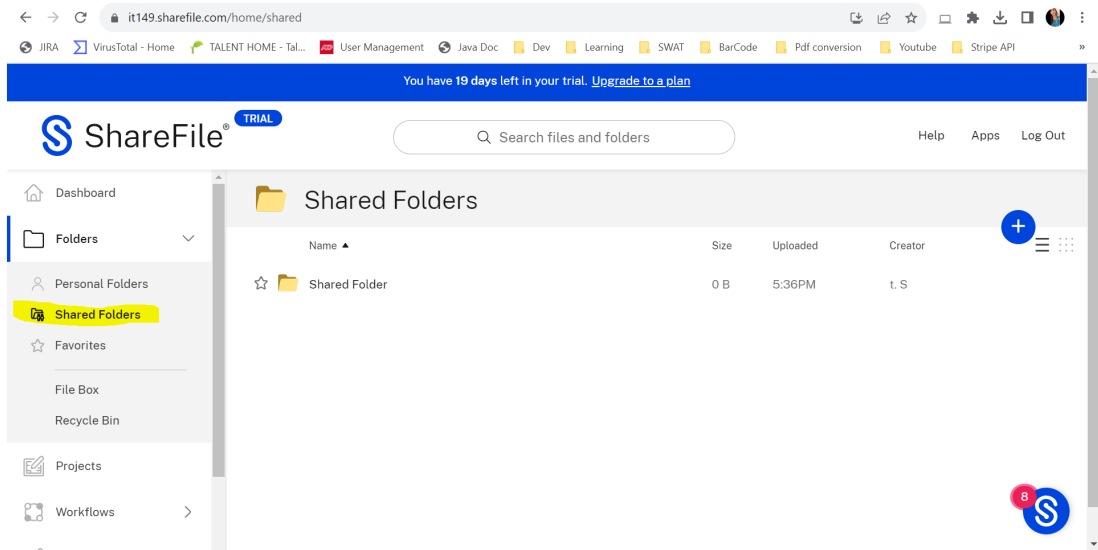 it149.sharefile.com/home/shared
JIRA VirusTotal - Home TALENT HOME - Tal... User Management Java Doc Dev Learning SWAT BarCode Pdf conversion Youtube Stripe API »
You have 19 days left in your trial. Upgrade to a plan
ShareFile® TRIAL
Search files and folders
Help Apps Log Out
Dashboard
Folders
Personal Folders
Shared Folders
Favorites
File Box
Recycle Bin
Projects
Workflows
Shared Folders
Name Size Uploaded Creator
Shared Folder 0 B 5:36PM t. S
8